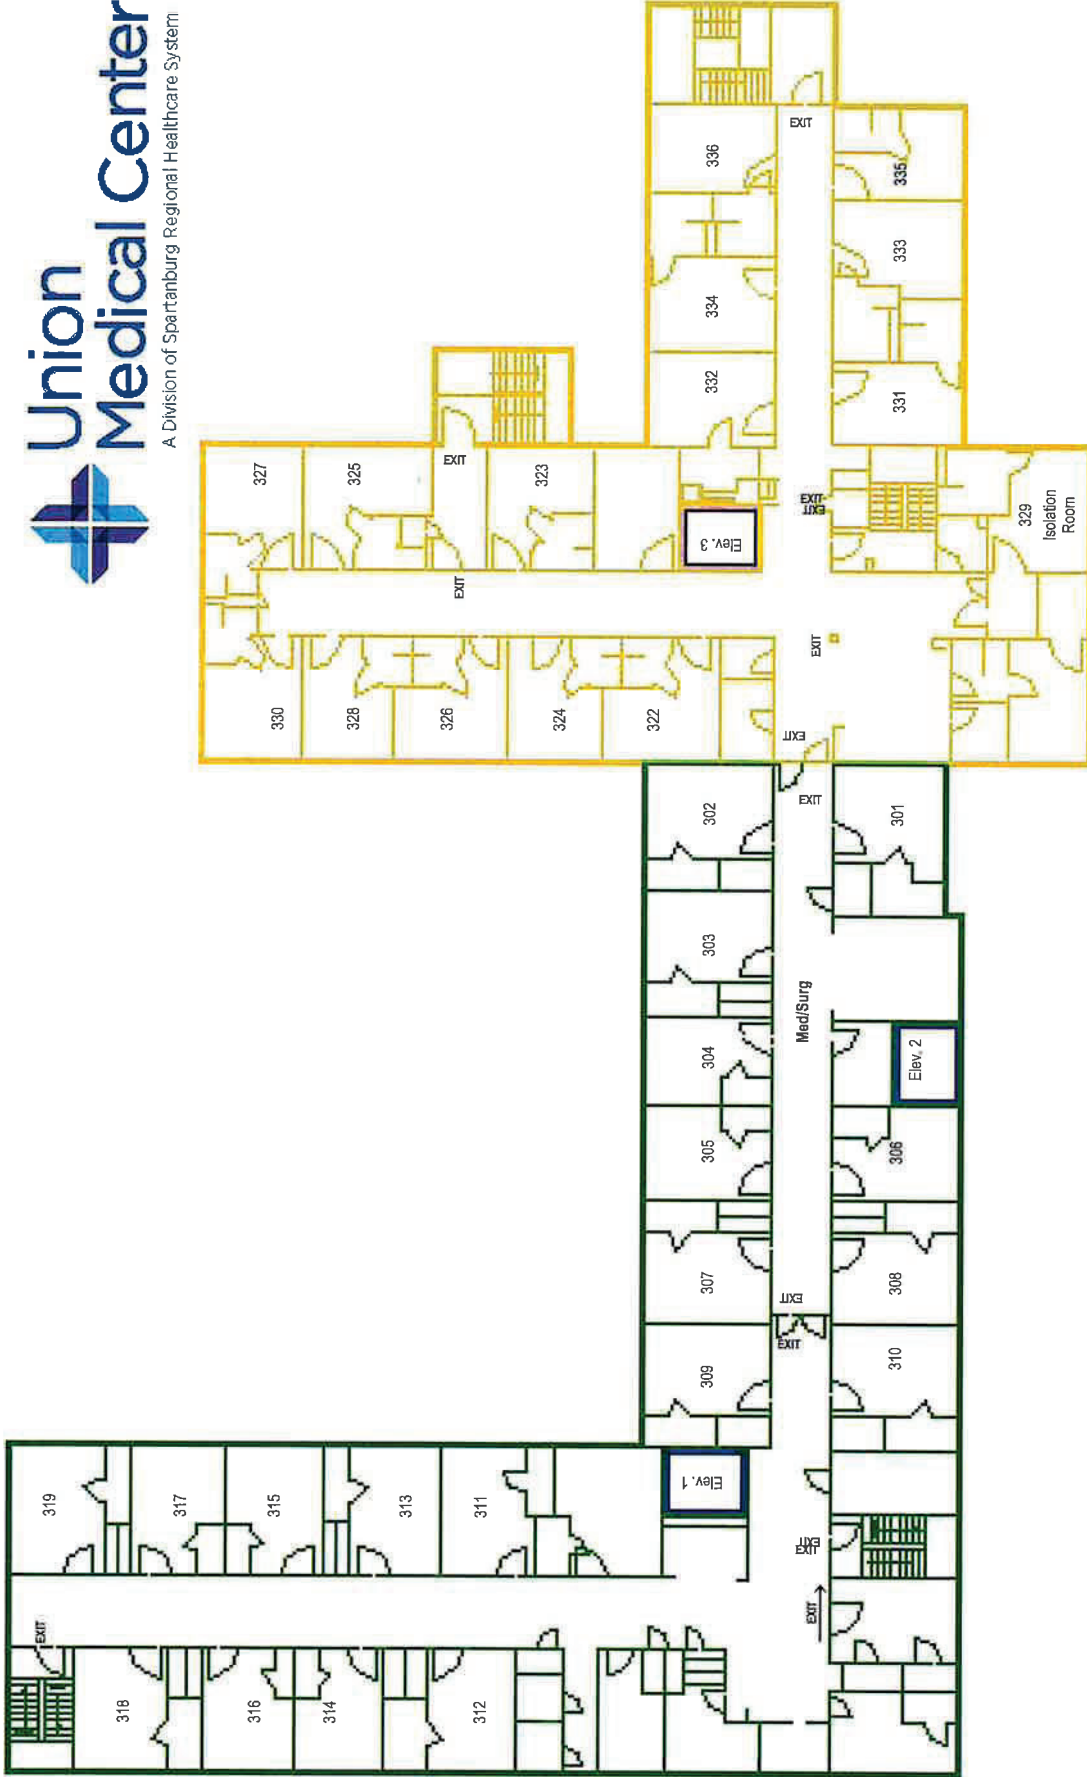 Union
Medical Center
A Division of Spartanburg Regional Healthcare System
319
317
315
313
311
Elev. 1
EXIT
318
316
314
312
EXIT
EXIT
EXIT
309
307
305
304
303
302
EXIT
EXIT
Med/Surg
EXIT
310
308
306
Elev. 2
301
330
328
326
324
322
EXIT
EXIT
EXIT
327
325
EXIT
323
Elev. 3
EXIT
EXIT
329
Isolation
Room
332
334
336
EXIT
331
333
335